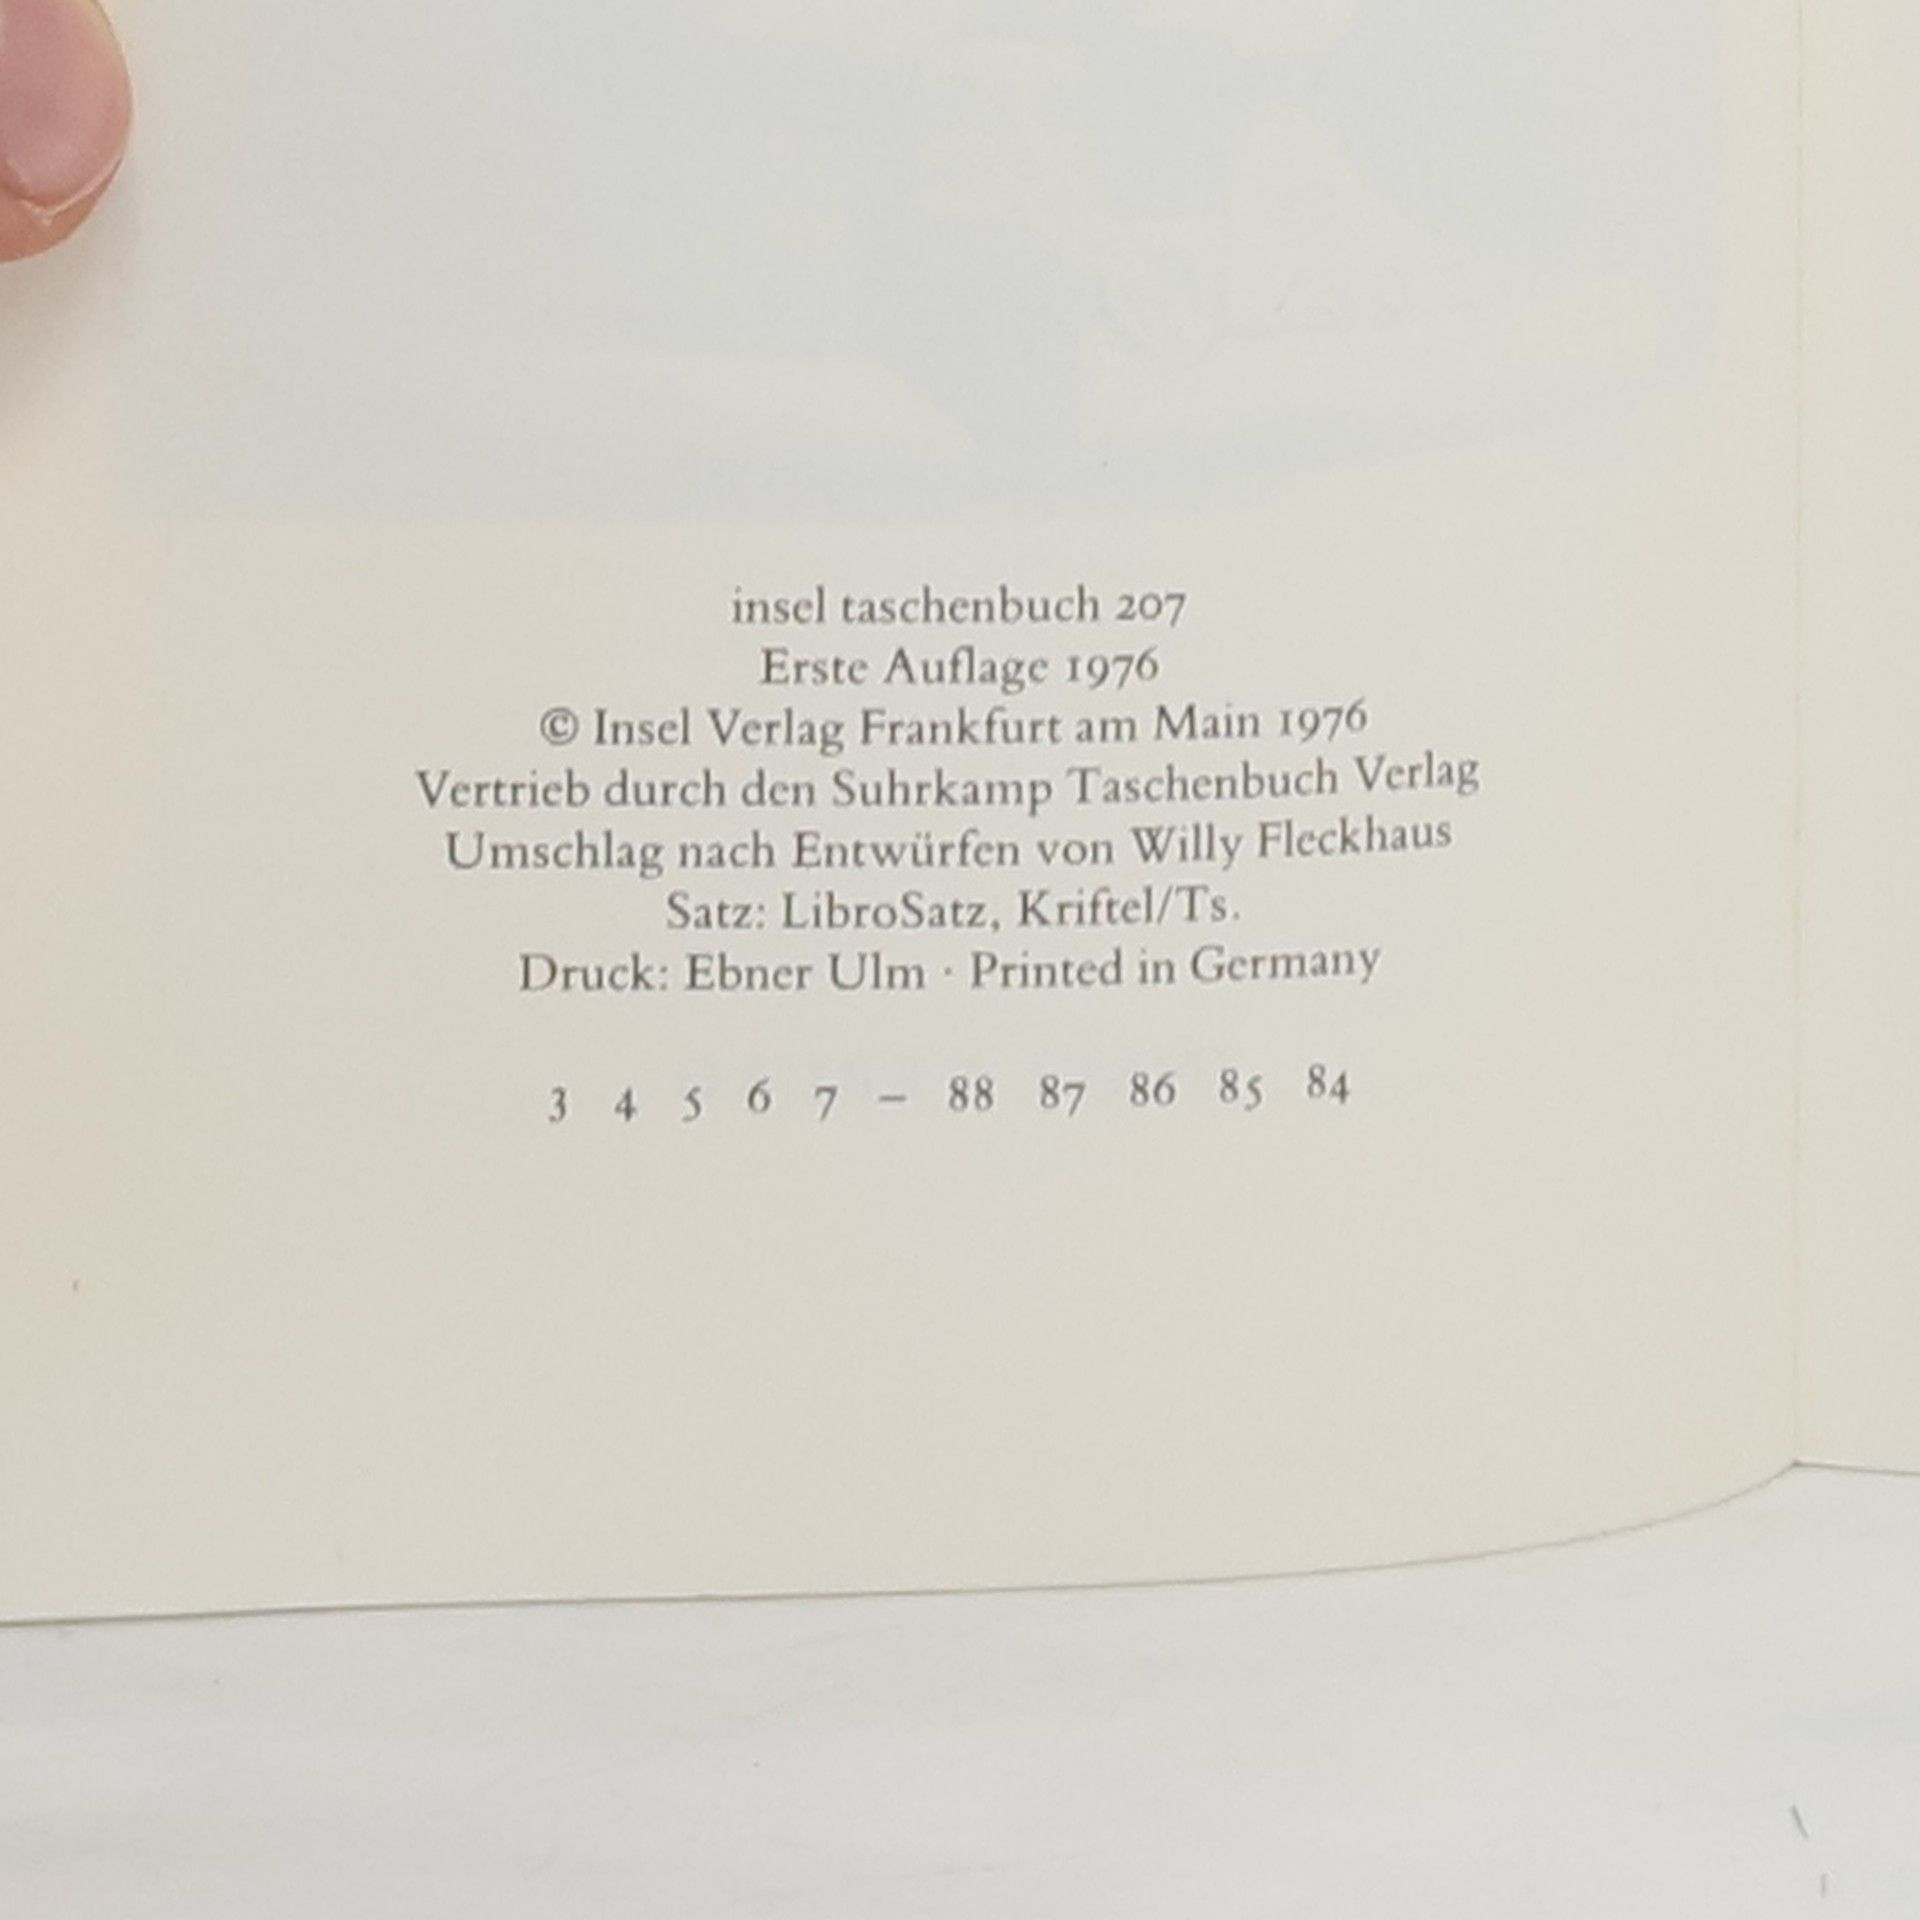 insel taschenbuch 207
Erste Auflage 1976
© Insel Verlag Frankfurt am Main 1976
Vertrieb durch den Suhrkamp Taschenbuch Verlag
Umschlag nach Entwürfen von Willy Fleckhaus
Satz: LibroSatz, Kriftel/Ts.
Druck: Ebner Ulm · Printed in Germany
3 4 5 6 7 – 88 87 86 85 84